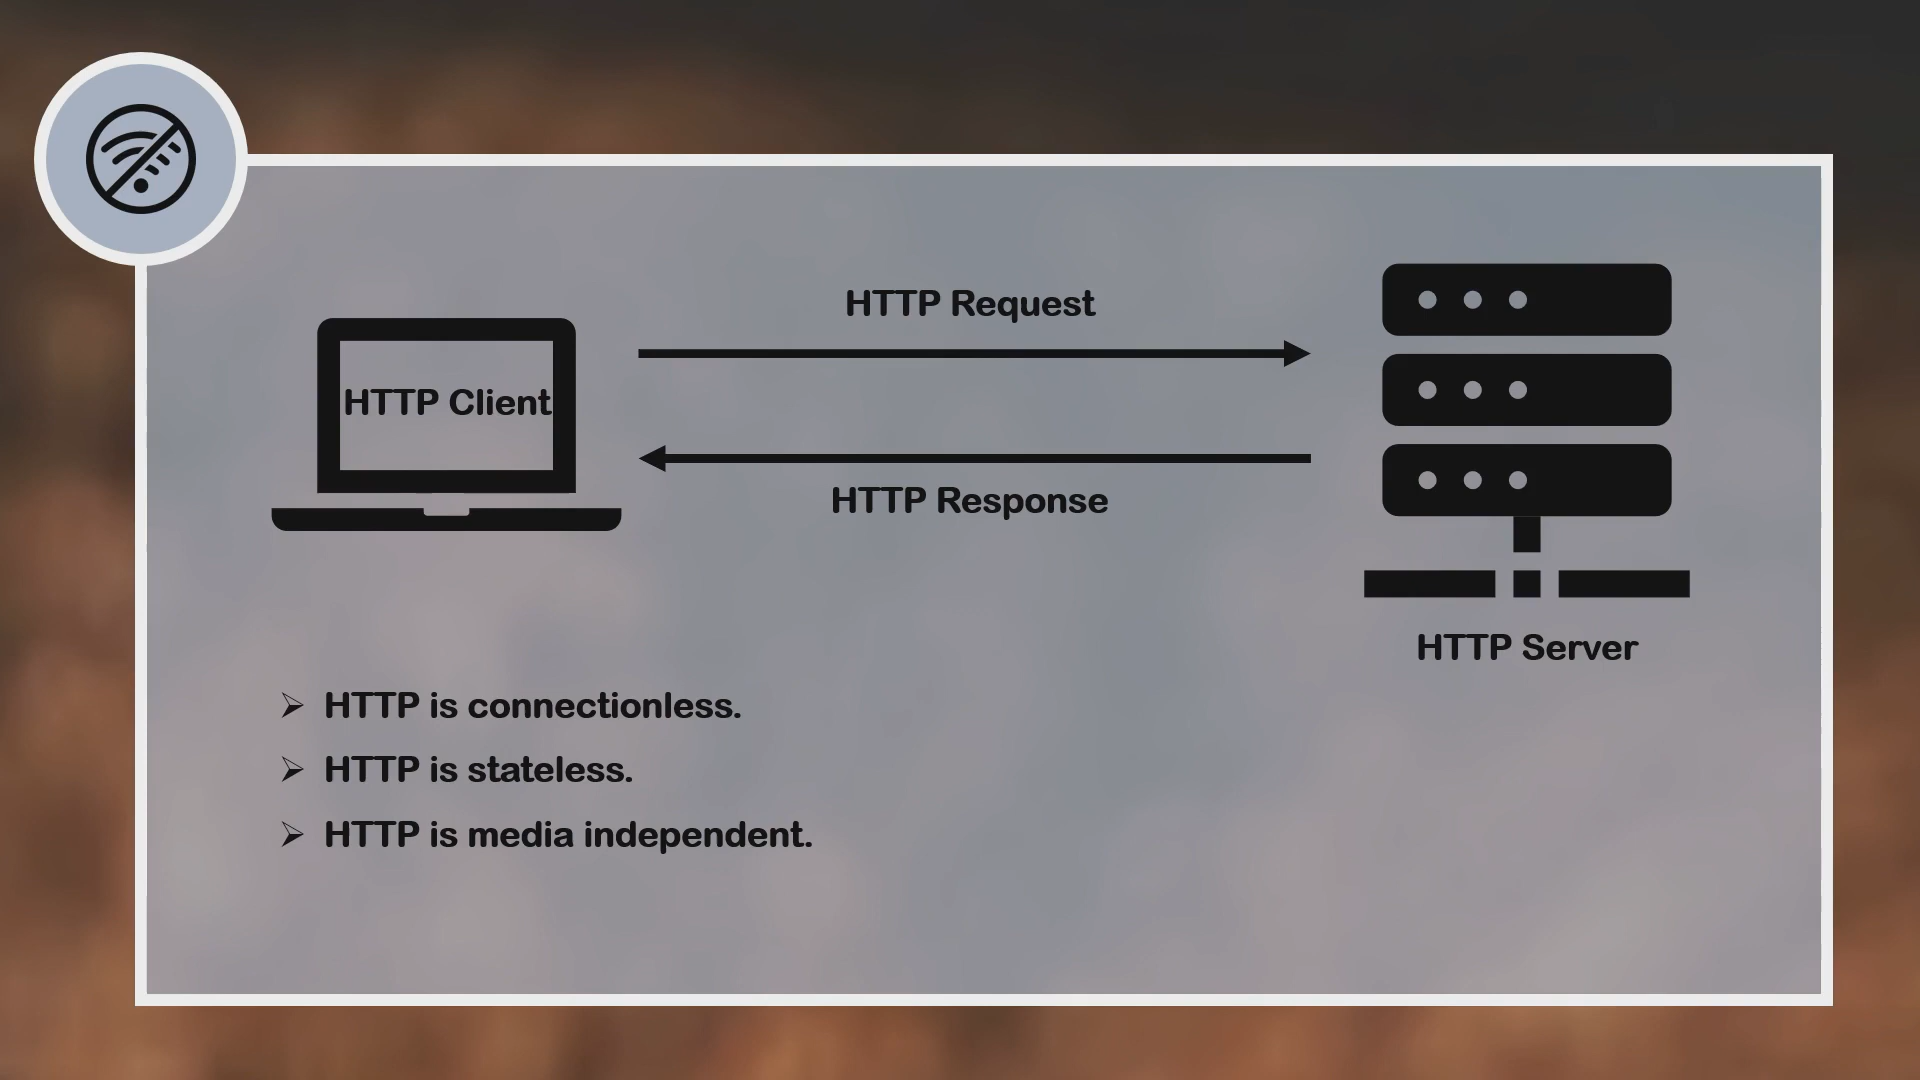 HTTP Request
HTTP Client
HTTP Response
HTTP Server
HTTP is connectionless.
HTTP is stateless.
HTTP is media independent.